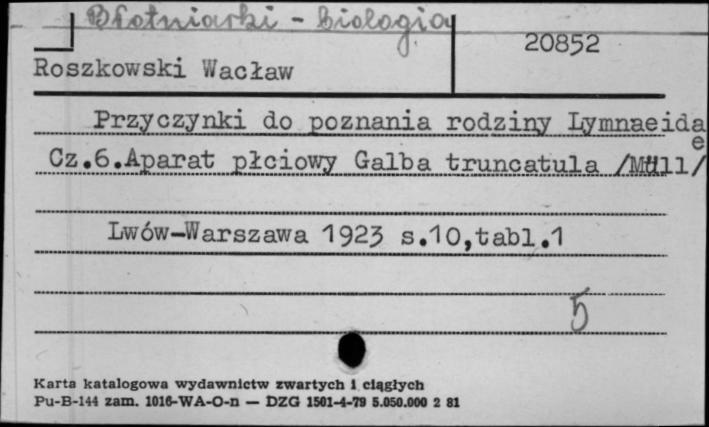 Błotniarki - biologia
20852
Roszkowski Wacław
Przyczynki do poznania rodziny Lymnaeida
e
Cz.6.Aparat płciowy Galba truncatula /Müll/
Lwów-Warszawa 1923 s.10,tabl.1
5
Karta katalogowa wydawnictw zwartych i ciągłych
Pu-B-144 zam. 1016-WA-O-n — DZG 1501-4-79 5.050.000 2 81